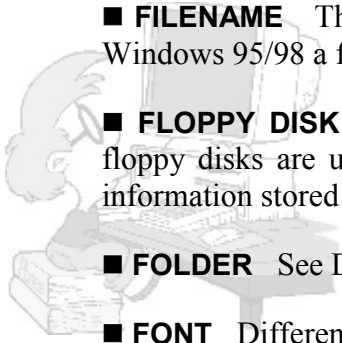 ■ FILENAME Th
Windows 95/98 a f
■ FLOPPY DISK
floppy disks are u
information stored
■ FOLDER See D
■ FONT Differen